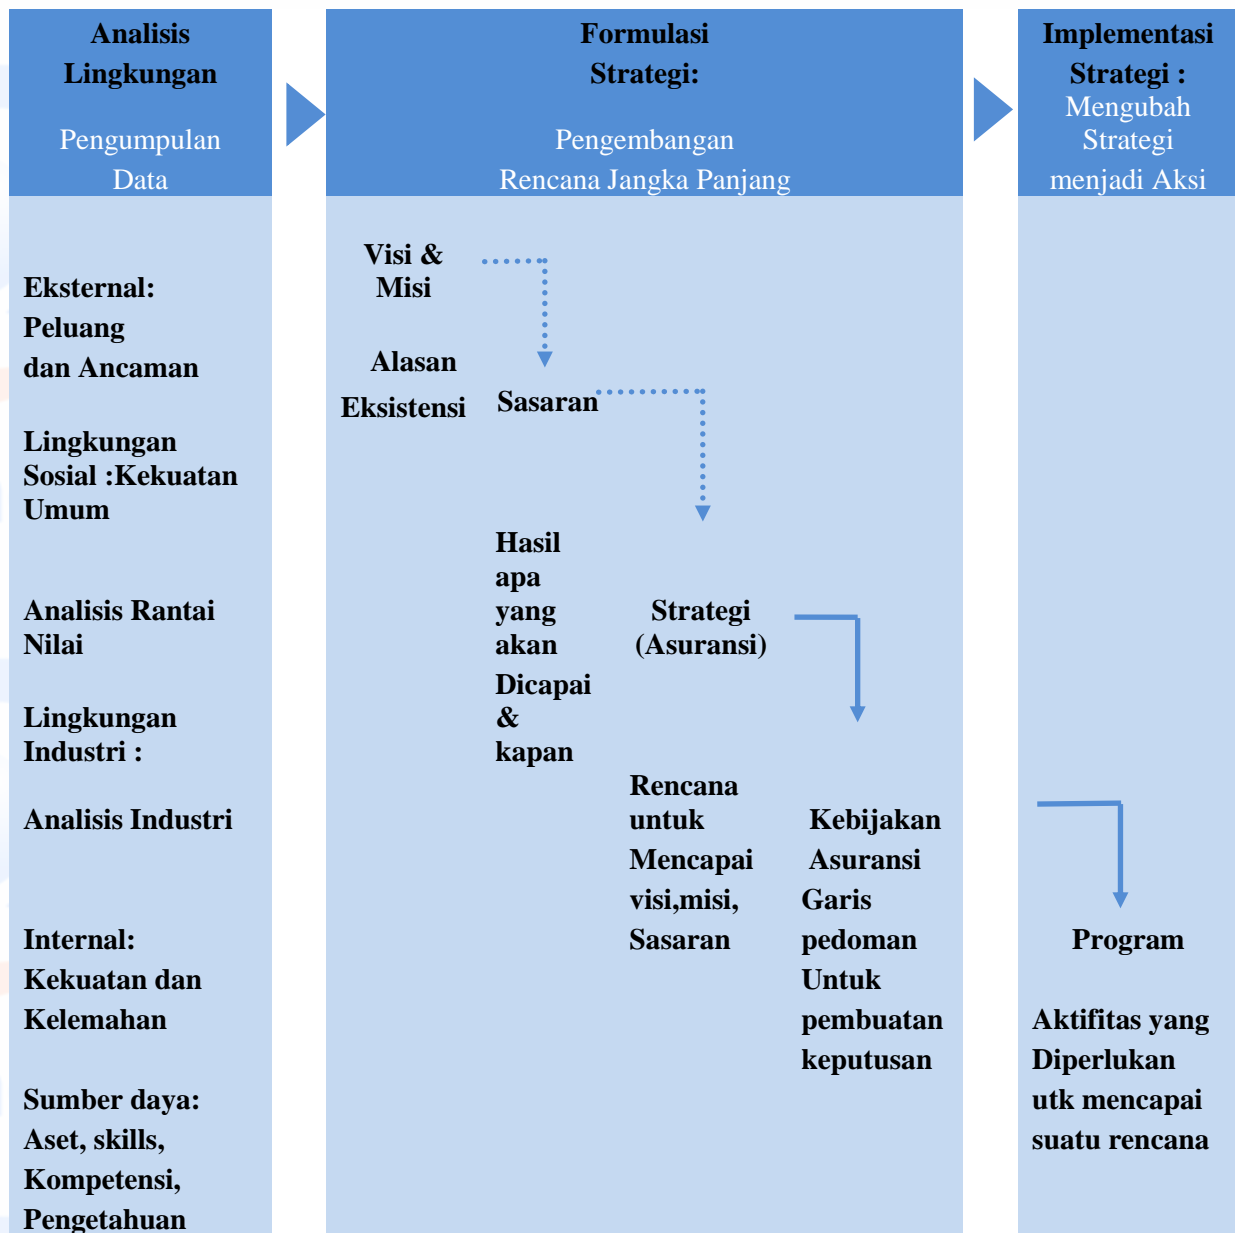 Analisis
Lingkungan
Pengumpulan
Data
Eksternal:
Peluang
dan Ancaman
Lingkungan
Sosial :Kekuatan
Umum
Analisis Rantai
Nilai
Lingkungan
Industri :
Analisis Industri
Internal:
Kekuatan dan
Kelemahan
Sumber daya:
Aset, skills,
Kompetensi,
Pengetahuan
Formulasi
Strategi:
Pengembangan
Rencana Jangka Panjang
Visi &
Misi
Alasan
Eksistensi
Sasaran
Hasil
apa
yang
akan
Dicapai
&
kapan
Strategi
(Asuransi)
Rencana
untuk
Mencapai
visi,misi,
Sasaran
Kebijakan
Asuransi
Garis
pedoman
Untuk
pembuatan
keputusan
Implementasi
Strategi :
Mengubah
Strategi
menjadi Aksi
Program
Aktifitas yang
Diperlukan
utk mencapai
suatu rencana